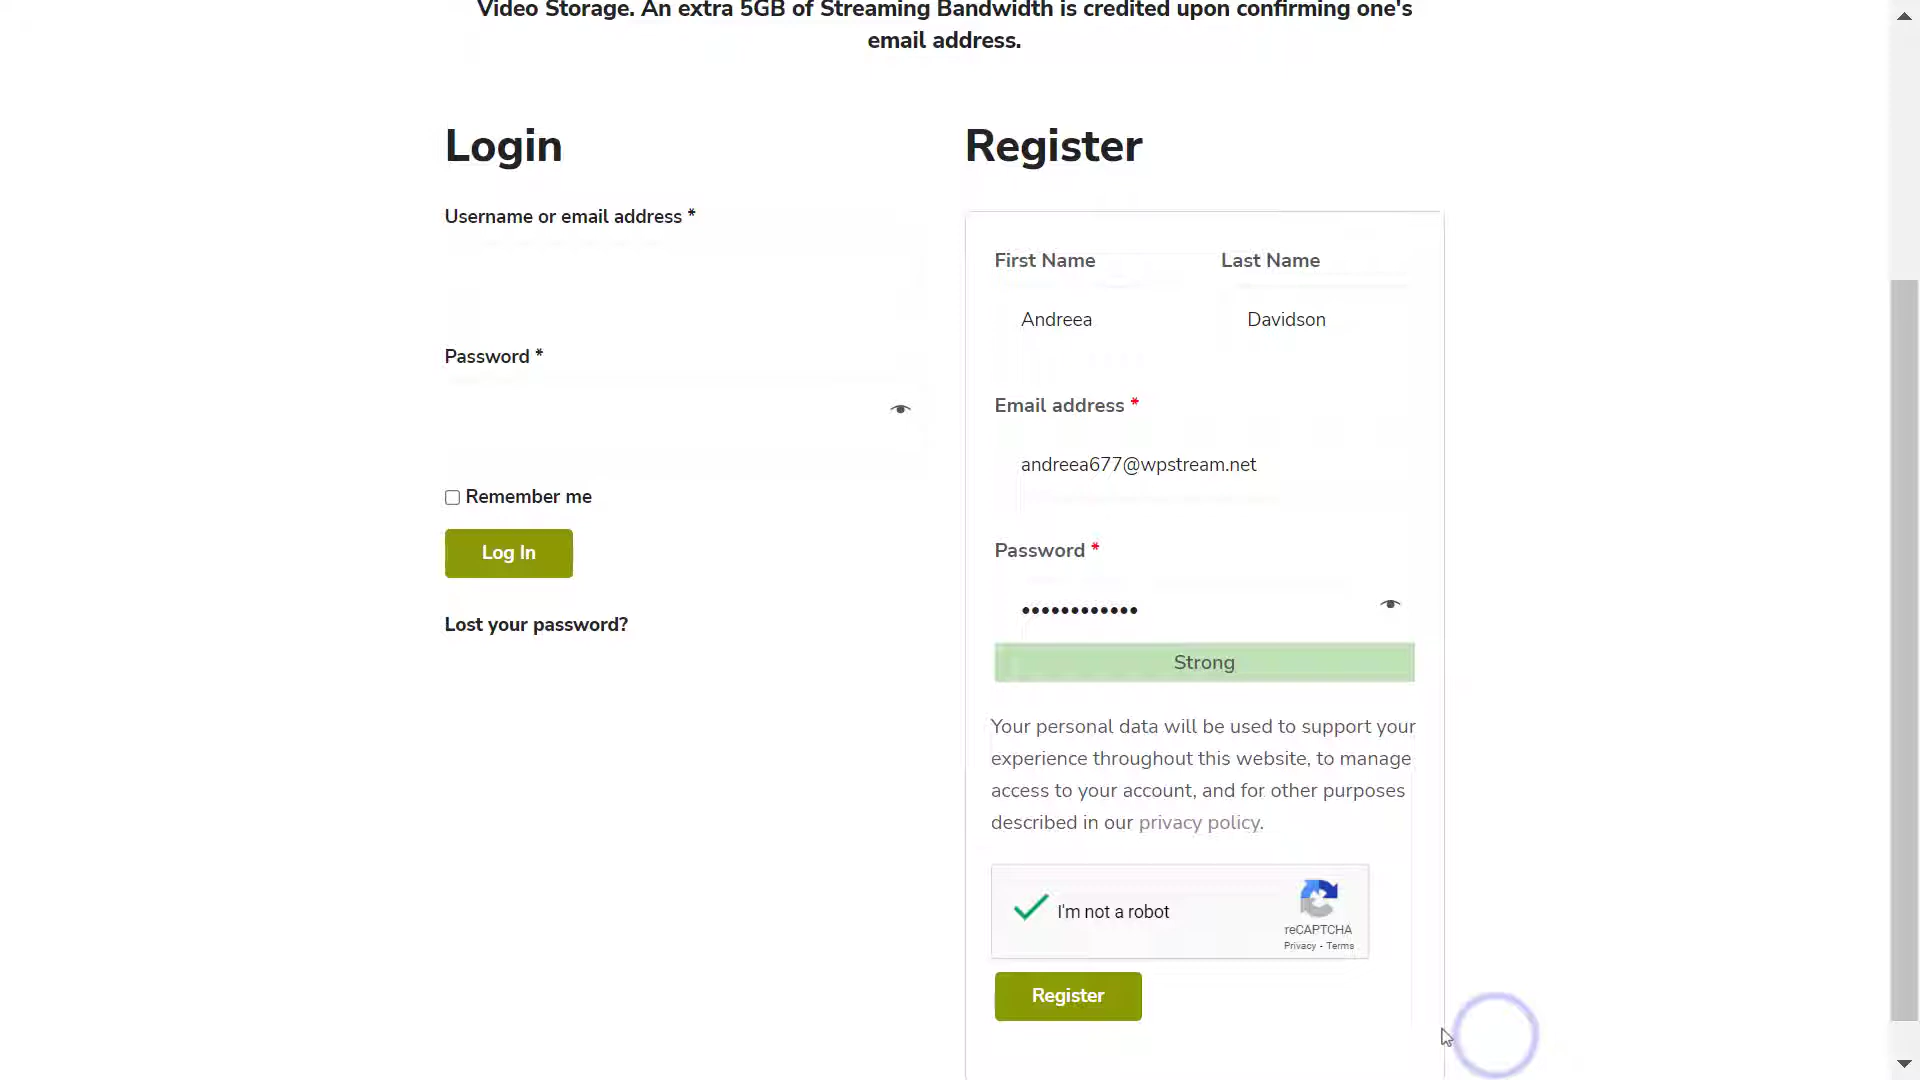 Video Storage. An extra 5GB of Streaming Bandwidth is credited upon confirming one's
email address.
Login
Username or email address *
Password *
Remember me
Log In
Lost your password?
Register
First Name
Last Name
Andreea
Davidson
Email address *
andreea677@wpstream.net
Password *
••••••••••••
Strong
Your personal data will be used to support your
experience throughout this website, to manage
access to your account, and for other purposes
described in our privacy policy.
I'm not a robot
reCAPTCHA
Privacy - Terms
Register